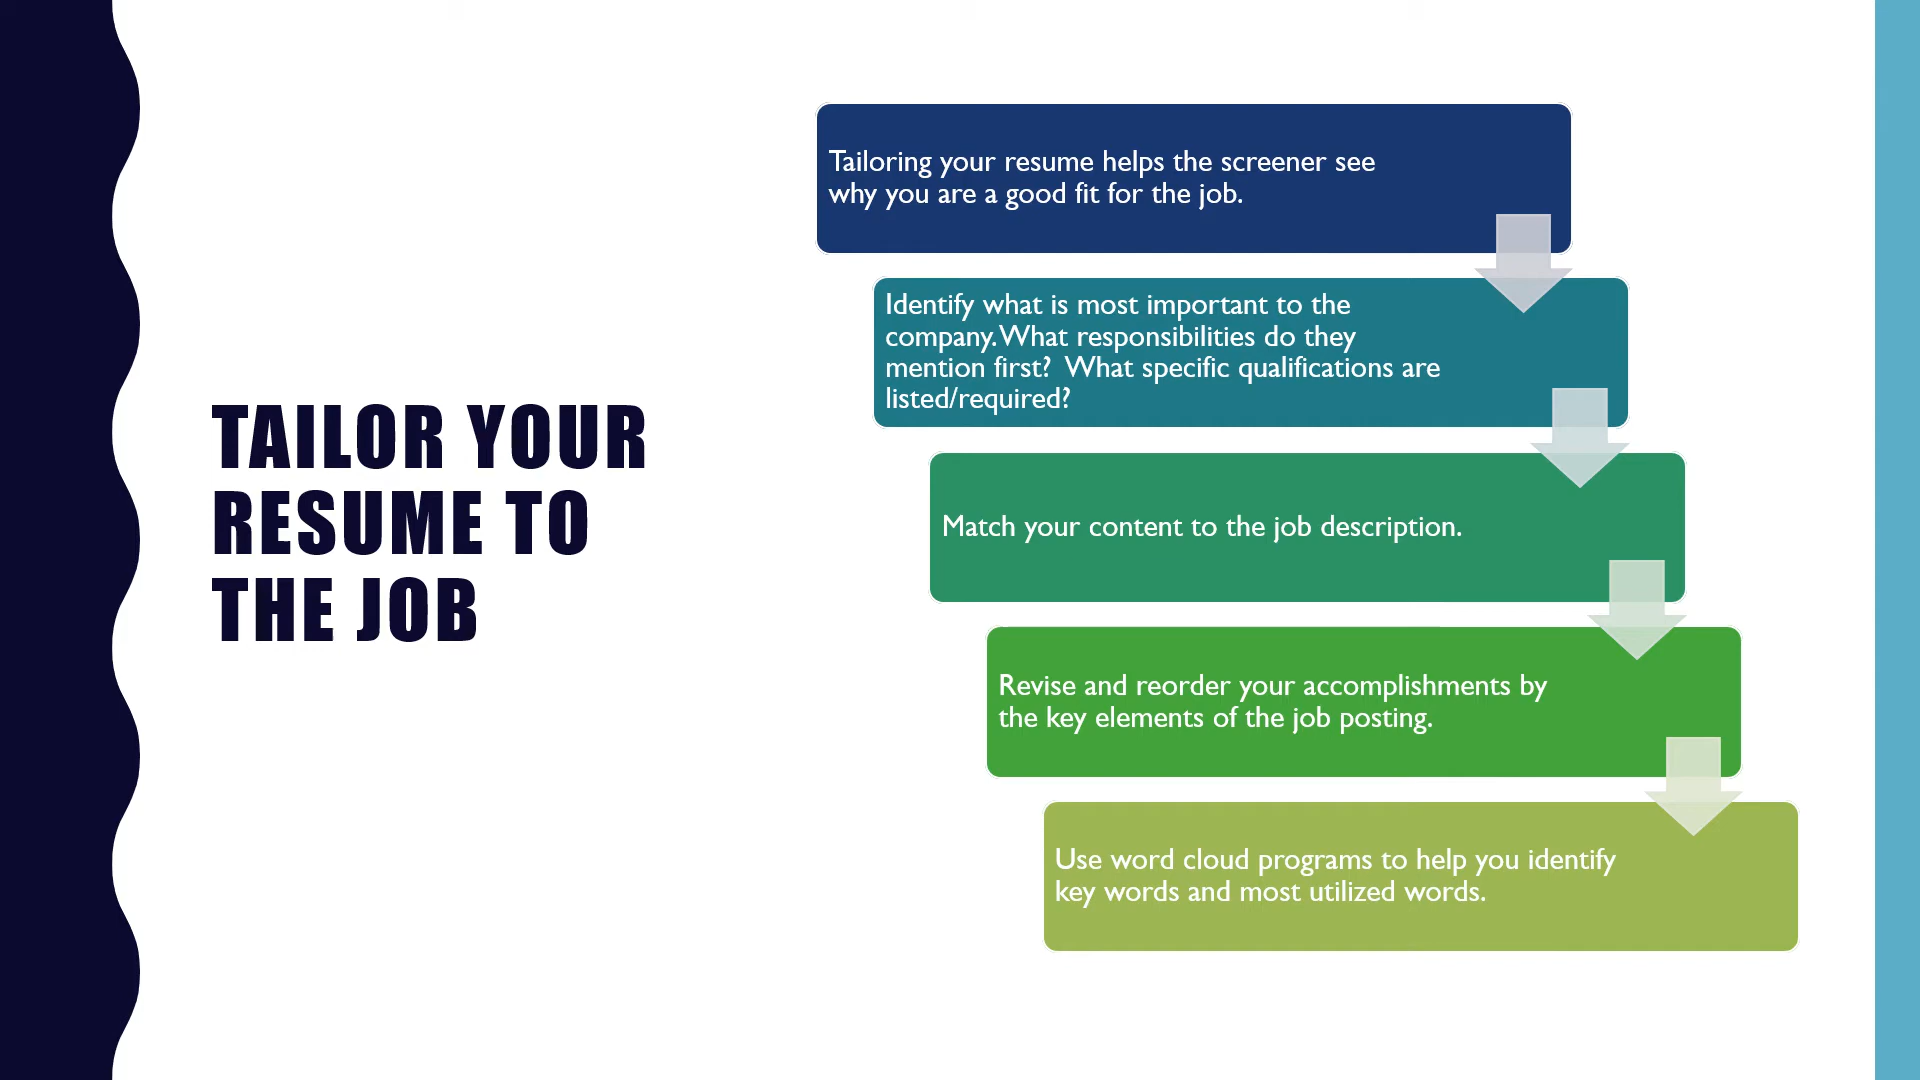 TAILOR YOUR
RESUME TO
THE JOB
Tailoring your resume helps the screener see
why you are a good fit for the job.
Identify what is most important to the
company. What responsibilities do they
mention first?  What specific qualifications are
listed/required?
Match your content to the job description.
Revise and reorder your accomplishments by
the key elements of the job posting.
Use word cloud programs to help you identify
key words and most utilized words.